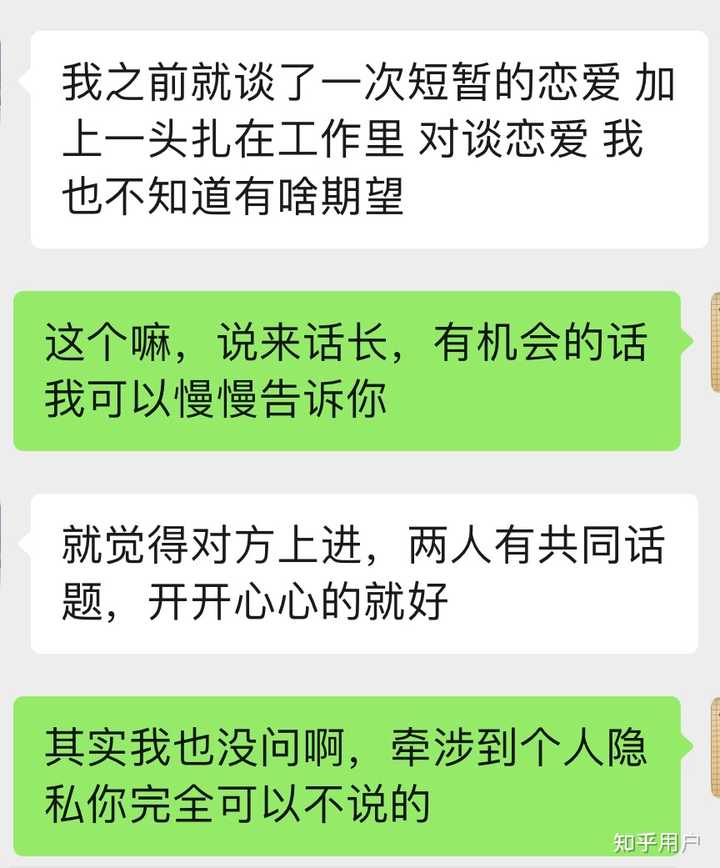 我之前就谈了一次短暂的恋爱 加
上一头扎在工作里 对谈恋爱 我
也不知道有啥期望
这个嘛，说来话长，有机会的话
我可以慢慢告诉你
就觉得对方上进，两人有共同话
题，开开心心的就好
其实我也没问啊，牵涉到个人隐
私你完全可以不说的
知乎用户